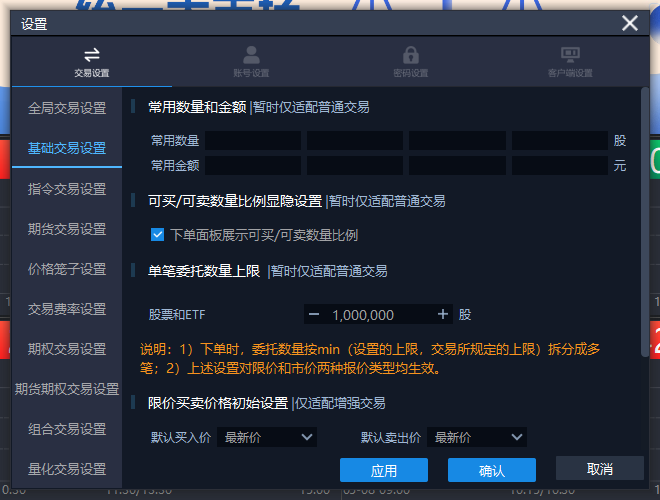 设置
交易设置 账号设置 密码设置 客户端设置
全局交易设置
基础交易设置
指令交易设置
期货交易设置
价格笼子设置
交易费率设置
期权交易设置
期货期权交易设置
组合交易设置
量化交易设置
常用数量和金额 |暂时仅适配普通交易
常用数量 股
常用金额 元
可买/可卖数量比例显隐设置 |暂时仅适配普通交易
下单面板展示可买/可卖数量比例
单笔委托数量上限 |暂时仅适配普通交易
股票和ETF − 1,000,000 + 股
说明：1）下单时，委托数量按min（设置的上限，交易所规定的上限）拆分成多
笔；2）上述设置对限价和市价两种报价类型均生效。
限价买卖价格初始设置 |仅适配增强交易
默认买入价 最新价 默认卖出价 最新价
应用 确认 取消